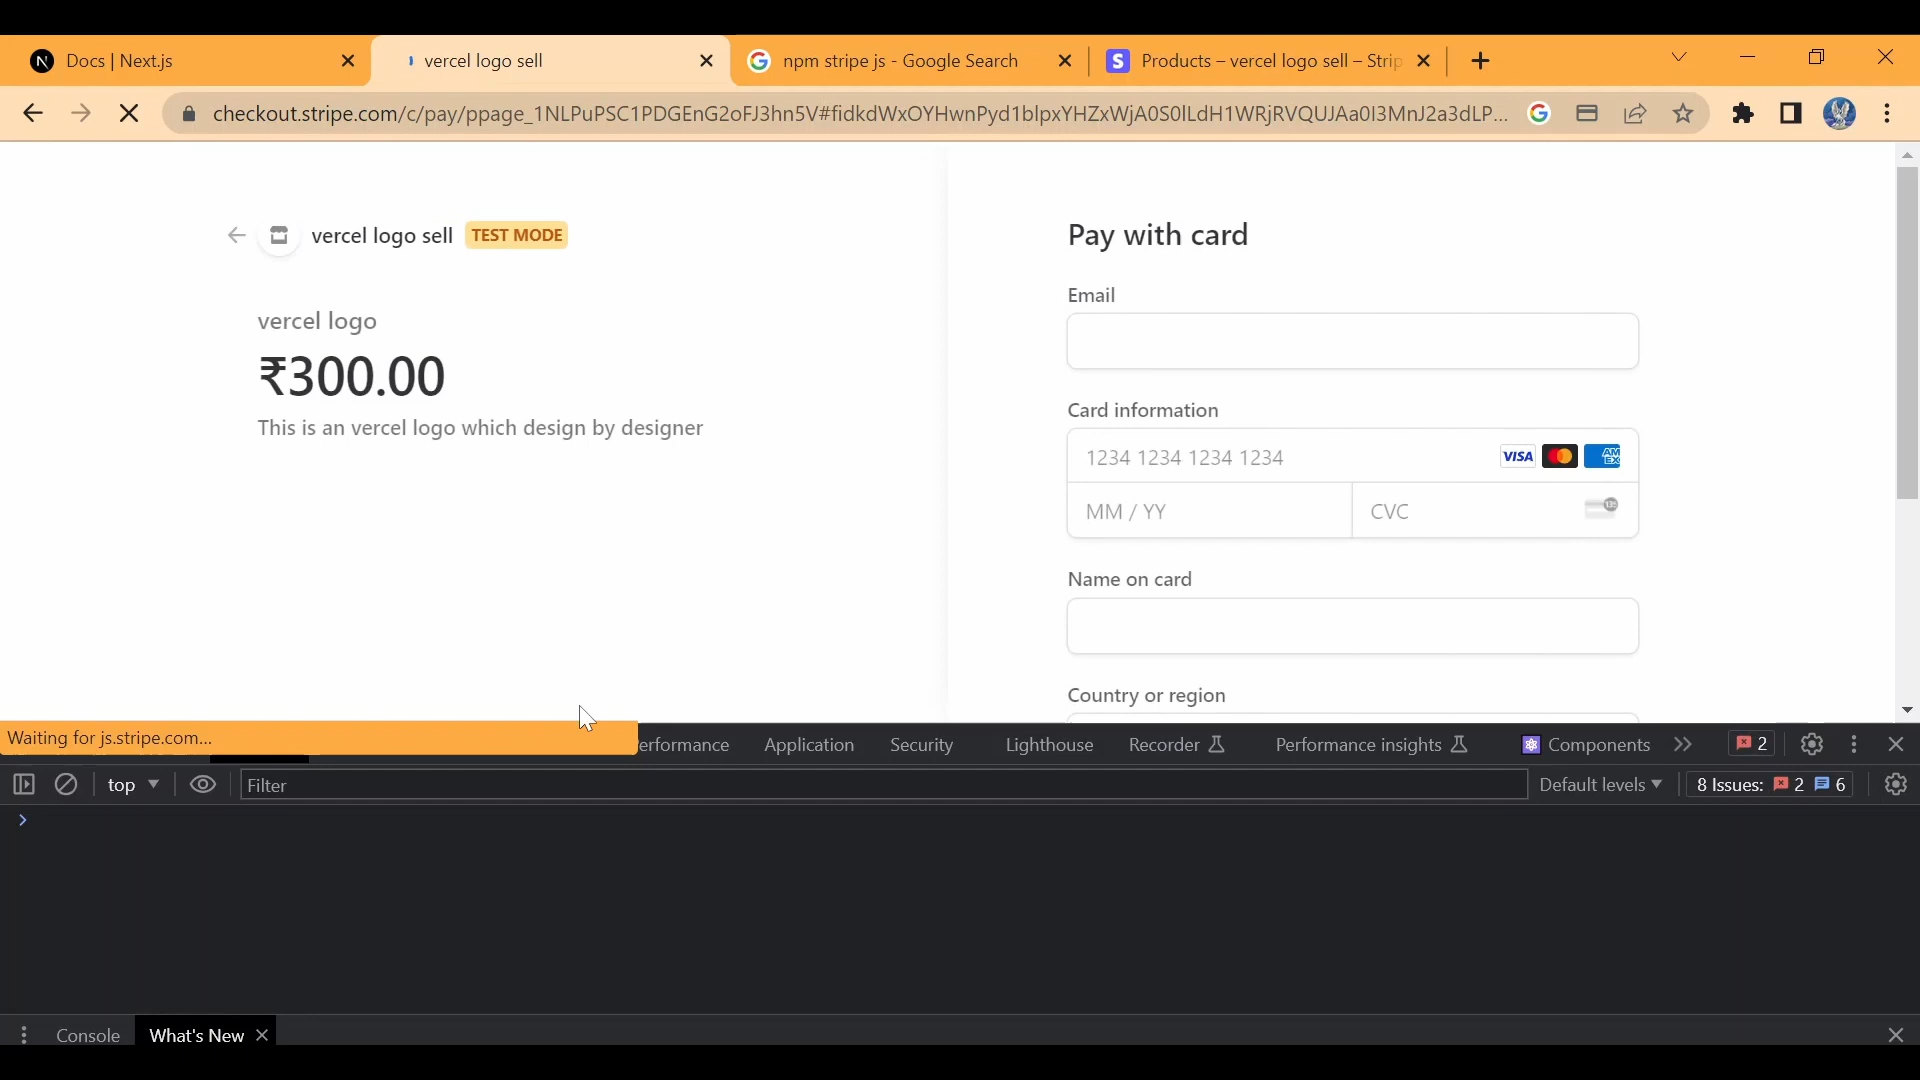 Docs | Next.js
vercel logo sell
npm stripe js - Google Search
Products – vercel logo sell – Strip
checkout.stripe.com/c/pay/ppage_1NLPuPSC1PDGEnG2oFJ3hn5V#fidkdWxOYHwnPyd1blpxYHZxWjA0S0lLdH1WRjRVQUJAa0I3MnJ2a3dLP...
vercel logo sell TEST MODE
vercel logo
₹300.00
This is an vercel logo which design by designer
Pay with card
Email
Card information
1234 1234 1234 1234
VISA
AM EX
MM / YY
CVC
135
Name on card
Country or region
Waiting for js.stripe.com...
erformance Application Security Lighthouse Recorder Performance insights Components 2
top Filter Default levels 8 Issues: 2 6
Console What's New